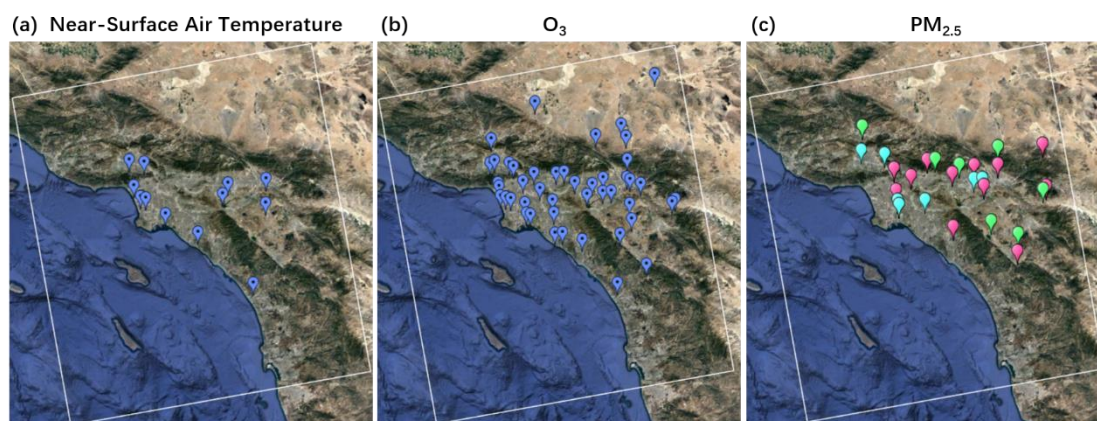 (a) Near-Surface Air Temperature
(b) O₃
(c) PM₂.₅